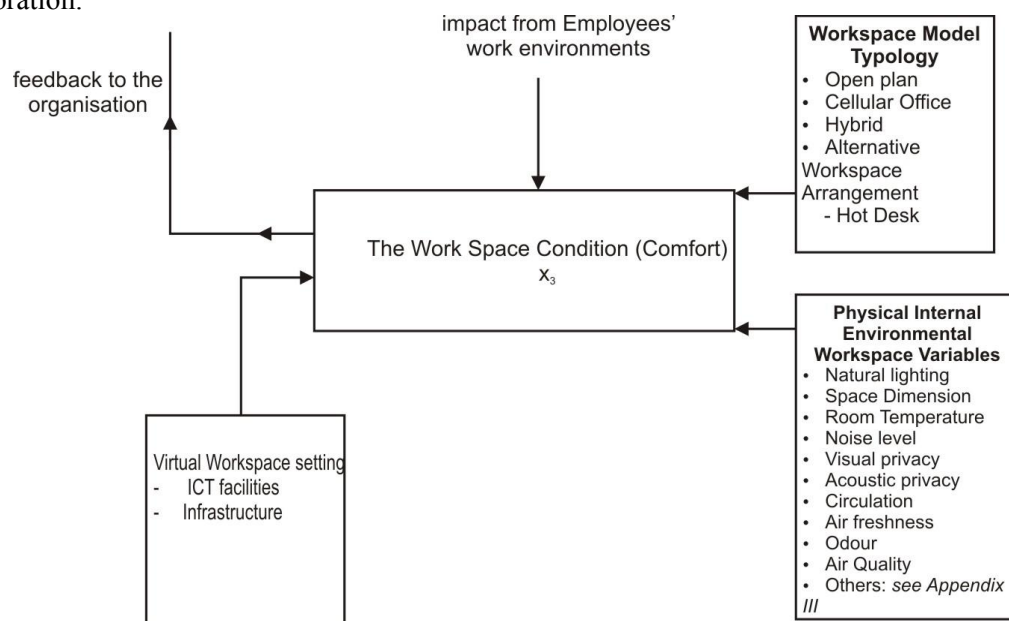 impact from Employees'
work environments
feedback to the
organisation
Workspace Model
Typology
• Open plan
• Cellular Office
• Hybrid
• Alternative
Workspace
Arrangement
- Hot Desk
The Work Space Condition (Comfort)
x₃
Physical Internal
Environmental
Workspace Variables
• Natural lighting
• Space Dimension
• Room Temperature
• Noise level
• Visual privacy
• Acoustic privacy
• Circulation
• Air freshness
• Odour
• Air Quality
• Others: see Appendix
III
Virtual Workspace setting
- ICT facilities
- Infrastructure